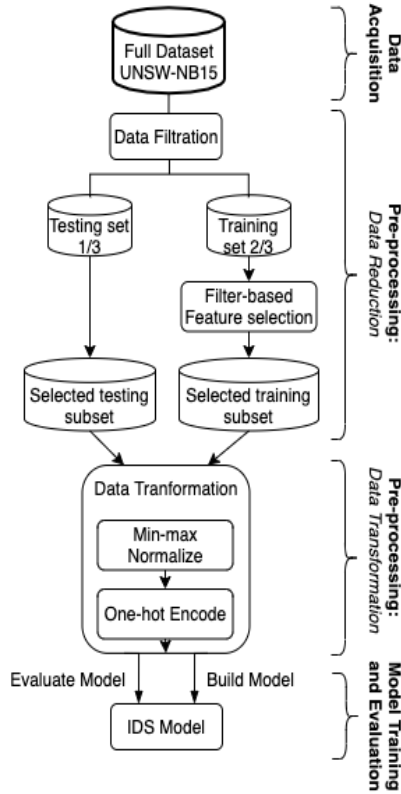 Full Dataset
UNSW-NB15
Data
Acquisition
Data Filtration
Testing set
1/3
Training
set 2/3
Filter-based
Feature selection
Selected testing
subset
Selected training
subset
Pre-processing:
Data Reduction
Data Tranformation
Min-max
Normalize
One-hot Encode
Pre-processing:
Data Transformation
Evaluate Model
Build Model
IDS Model
Model Training
and Evaluation